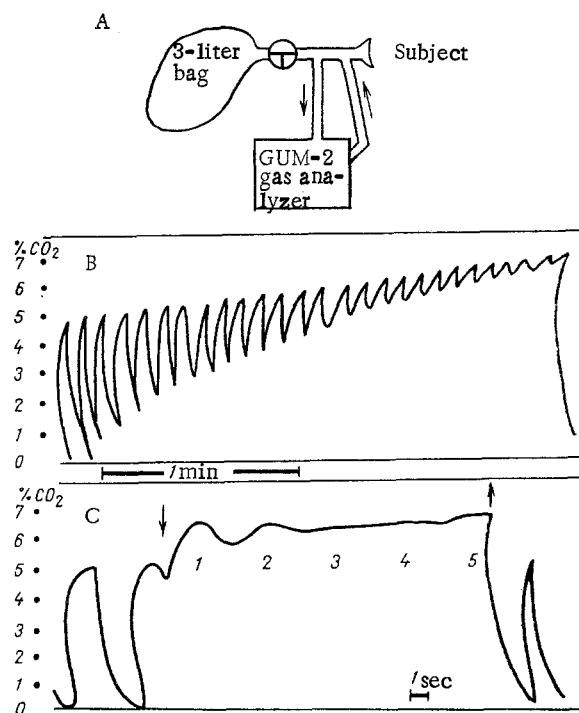 A
3-liter
bag
Subject
GUM-2
gas ana-
lyzer
%CO2
B
7
6
5
4
3
2
1
0
1 min
%CO2
C
7
6
5
4
3
2
1
0
1 2 3 4 5
1 sec